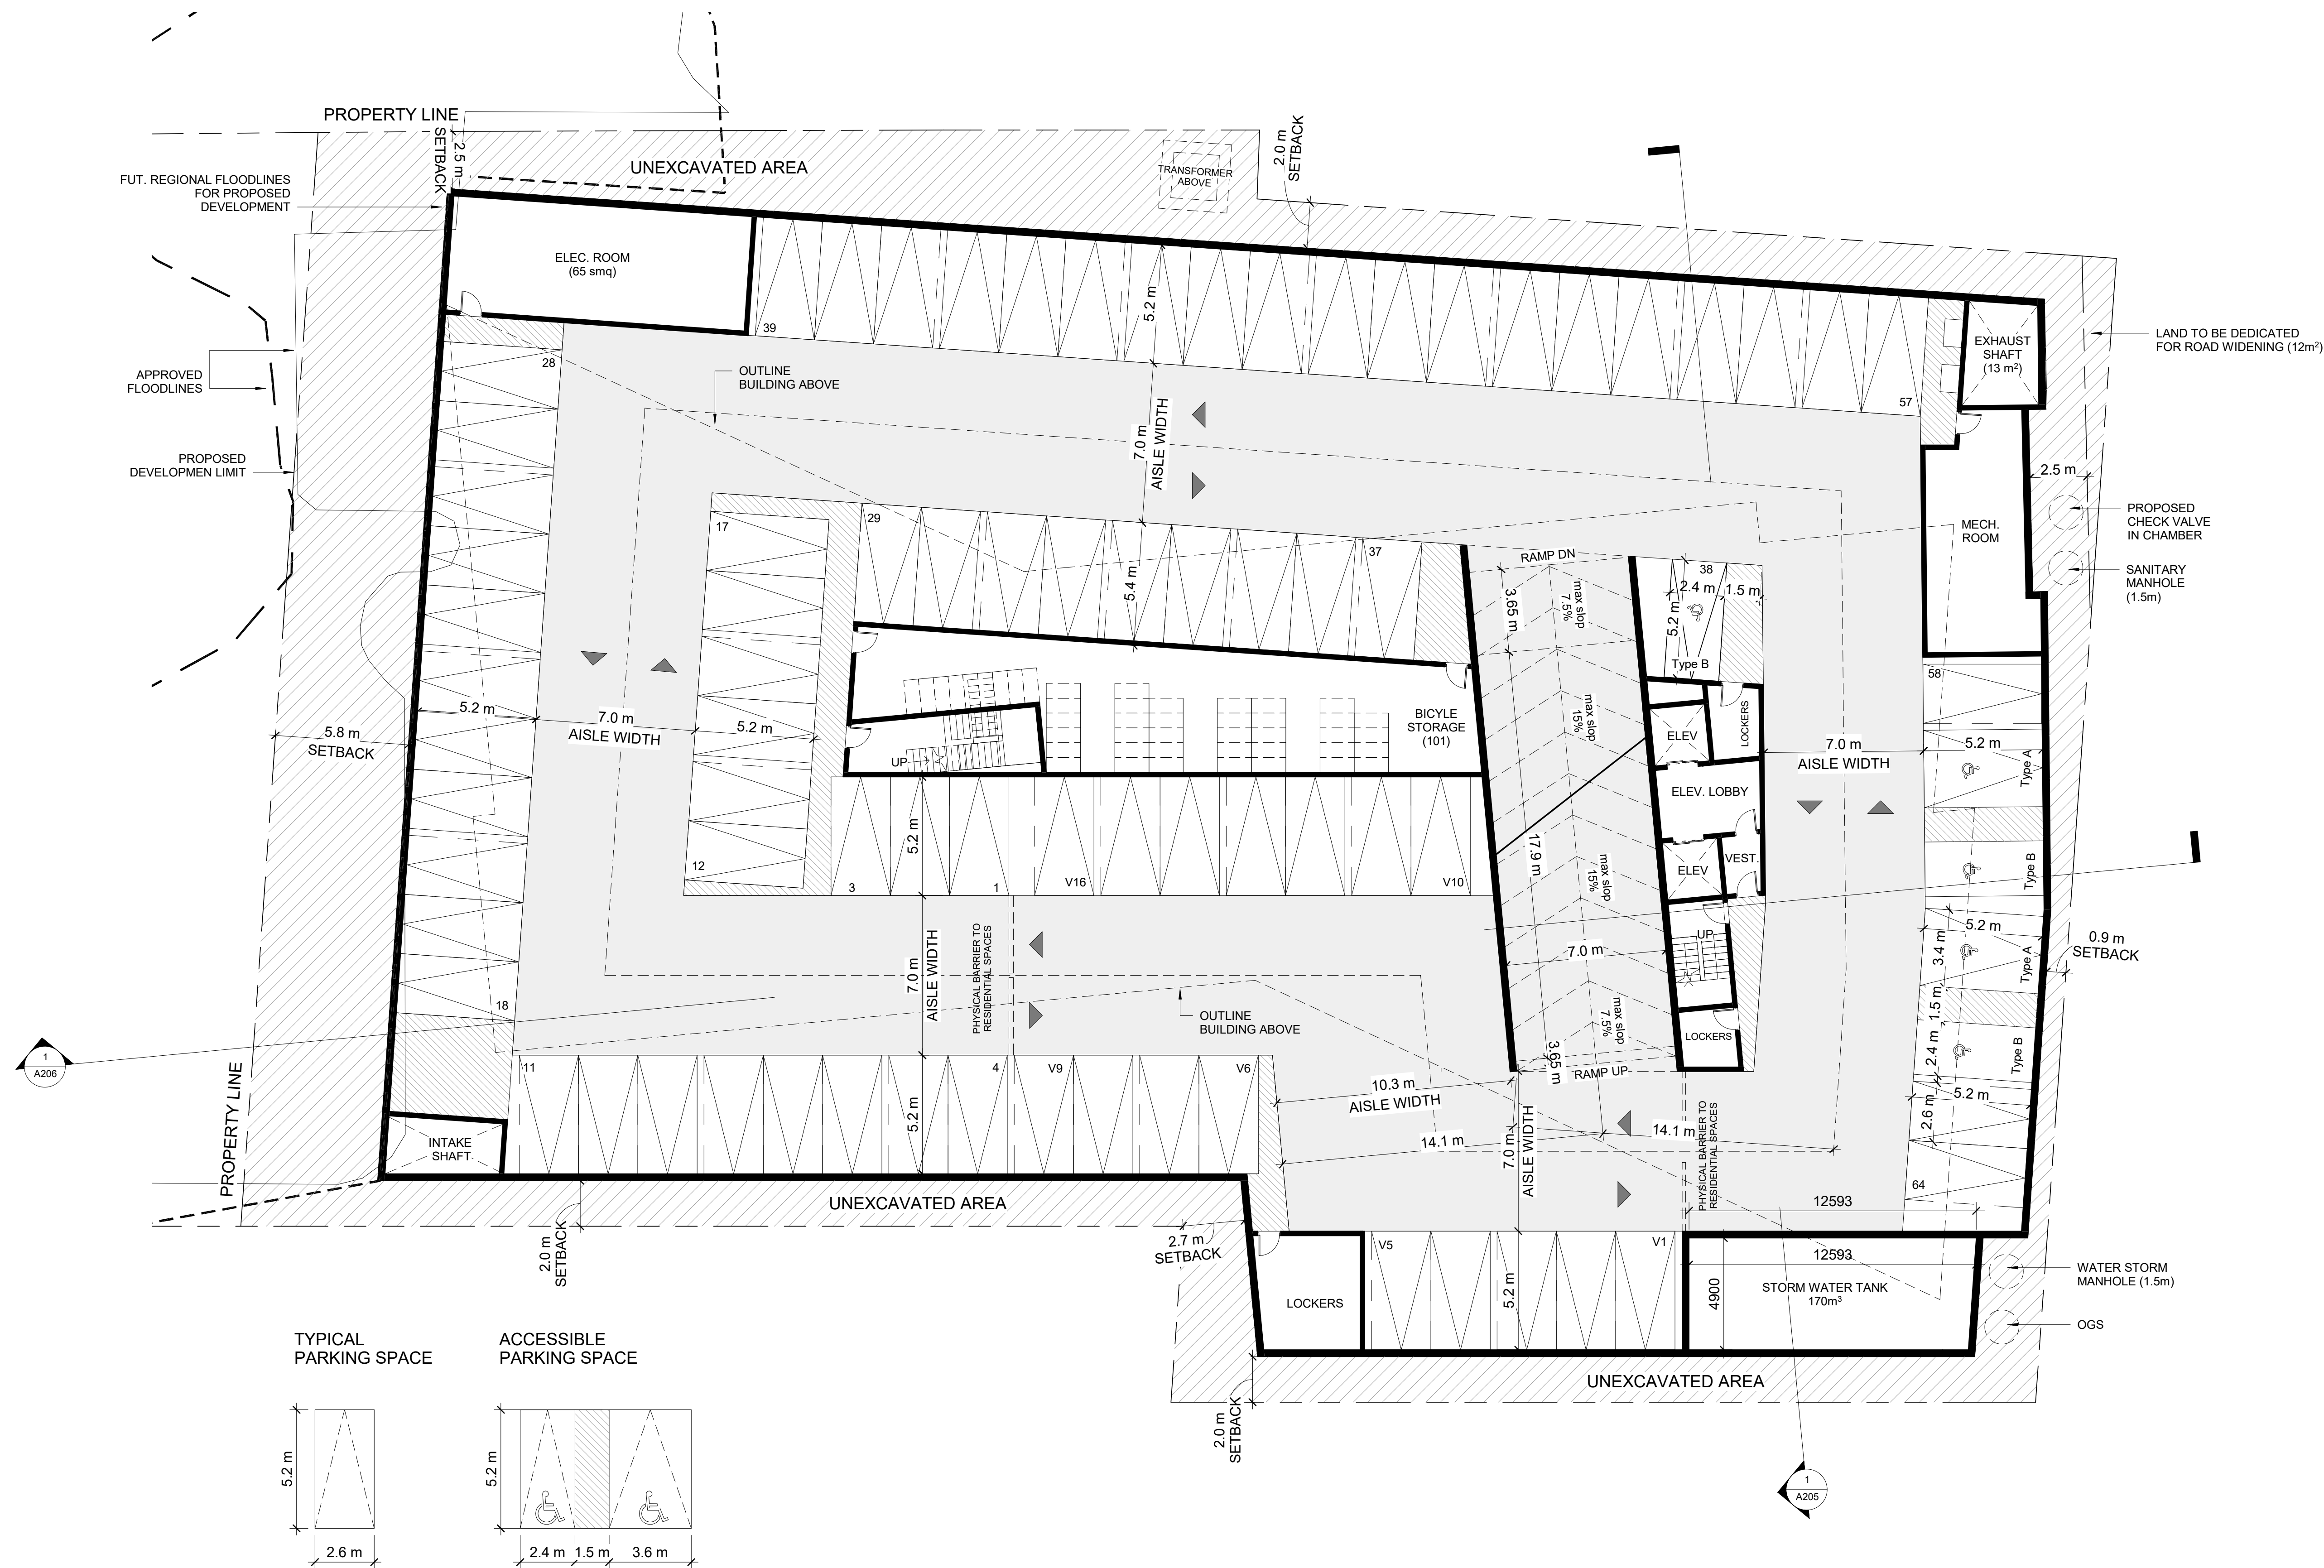 PROPERTY LINE
SETBACK
2.5 m
UNEXCAVATED AREA
TRANSFORMER
ABOVE
2.0 m
SETBACK
FUT. REGIONAL FLOODLINES
FOR PROPOSED
DEVELOPMENT
ELEC. ROOM
(65 smq)
39
5.2 m
57
EXHAUST
SHAFT
(13 m²)
LAND TO BE DEDICATED
FOR ROAD WIDENING (12m²)
APPROVED
FLOODLINES
28
OUTLINE
BUILDING ABOVE
7.0 m
AISLE WIDTH
PROPOSED
DEVELOPMEN LIMIT
2.5 m
PROPOSED
CHECK VALVE
IN CHAMBER
MECH.
ROOM
17
29
37
RAMP DN
38
2.4 m
1.5 m
5.2 m
Type B
SANITARY
MANHOLE
(1.5m)
5.4 m
3.65 m
max slop
7.5%
58
5.2 m
7.0 m
AISLE WIDTH
5.2 m
5.8 m
SETBACK
BICYLE
STORAGE
(101)
max slop
15%
ELEV
LOCKERS
7.0 m
AISLE WIDTH
5.2 m
Type A
UP
ELEV. LOBBY
5.2 m
17.9 m
max slop
15%
ELEV
VEST.
Type B
12
3
1
V16
V10
5.2 m
3.4 m
Type A
0.9 m
SETBACK
PHYSICAL BARRIER TO
RESIDENTIAL SPACES
7.0 m
AISLE WIDTH
7.0 m
UP
18
OUTLINE
BUILDING ABOVE
max slop
7.5%
LOCKERS
1.5 m
2.4 m
Type B
1
A206
11
4
V9
V6
3.65 m
RAMP UP
10.3 m
AISLE WIDTH
5.2 m
2.6 m
PROPERTY LINE
5.2 m
INTAKE
SHAFT
14.1 m
7.0 m
AISLE WIDTH
14.1 m
PHYSICAL BARRIER TO
RESIDENTIAL SPACES
64
UNEXCAVATED AREA
12593
2.0 m
SETBACK
2.7 m
SETBACK
V5
V1
12593
LOCKERS
5.2 m
4900
STORM WATER TANK
170m³
WATER STORM
MANHOLE (1.5m)
OGS
UNEXCAVATED AREA
2.0 m
SETBACK
TYPICAL
PARKING SPACE
ACCESSIBLE
PARKING SPACE
5.2 m
5.2 m
2.6 m
2.4 m
1.5 m
3.6 m
1
A205